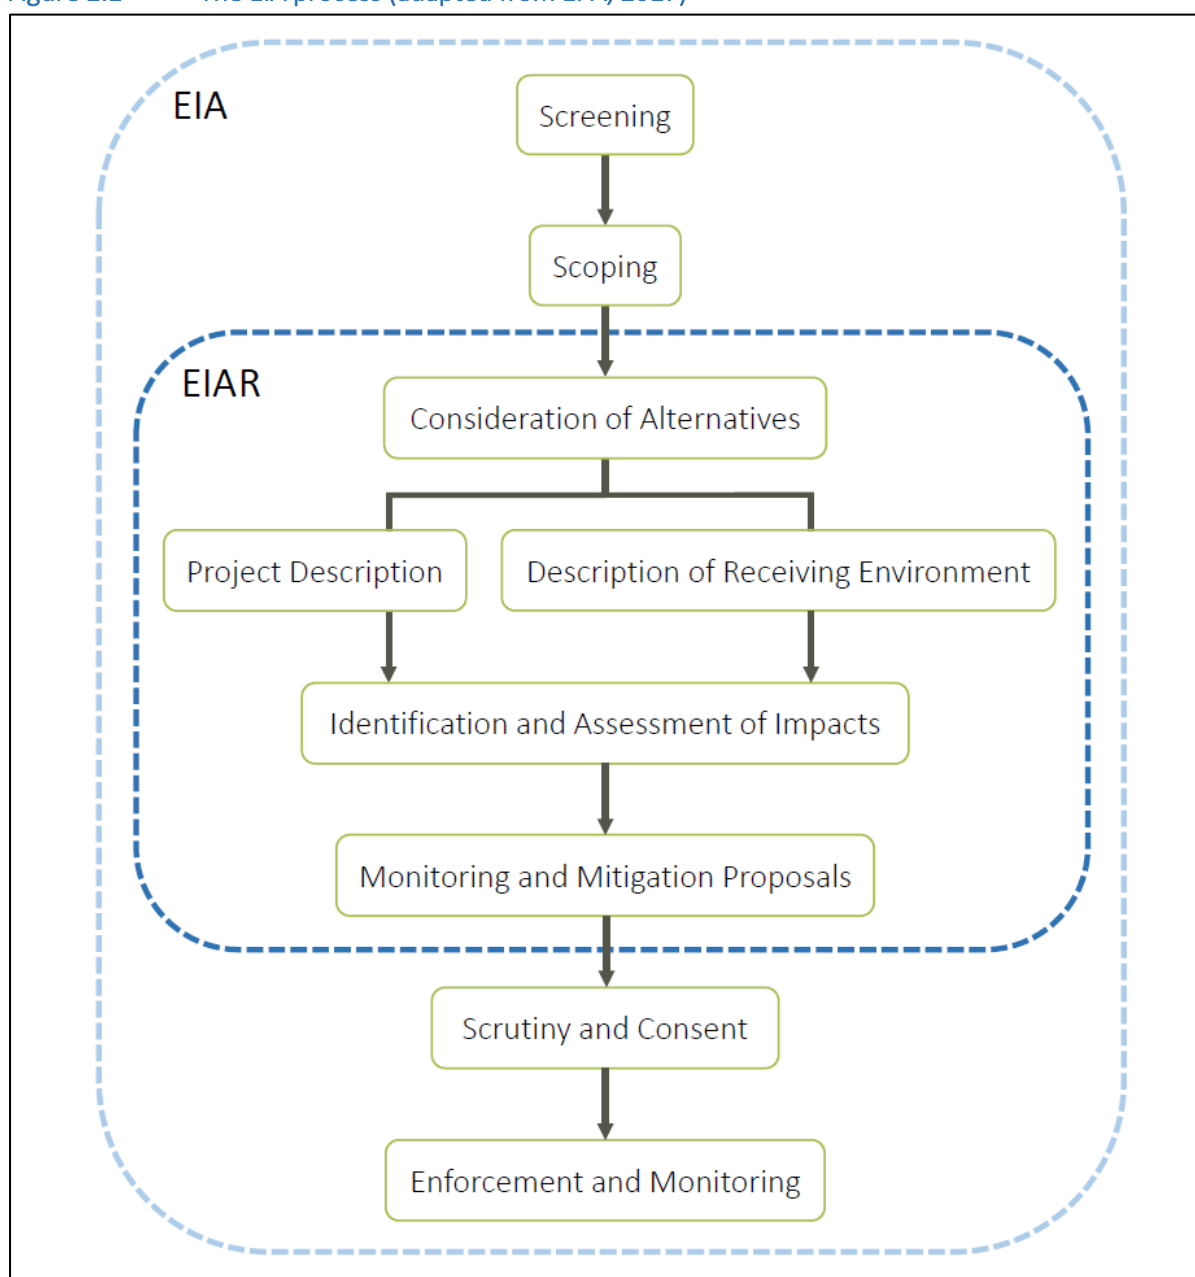 EIA
Screening
Scoping
EIAR
Consideration of Alternatives
Project Description
Description of Receiving Environment
Identification and Assessment of Impacts
Monitoring and Mitigation Proposals
Scrutiny and Consent
Enforcement and Monitoring